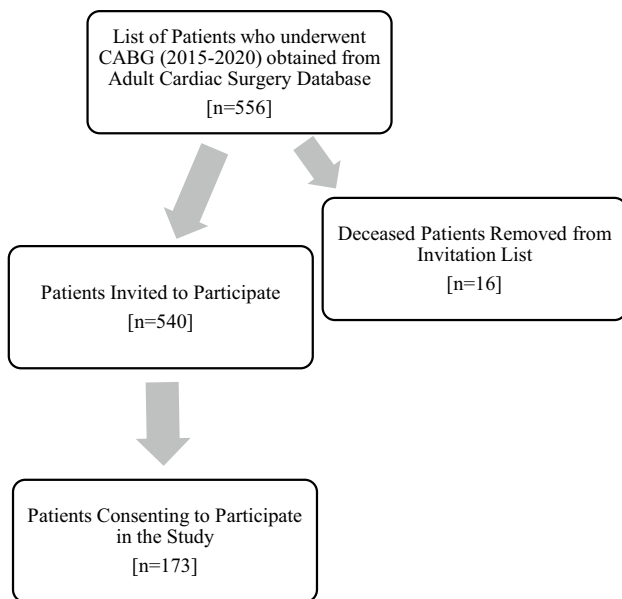 List of Patients who underwent
CABG (2015-2020) obtained from
Adult Cardiac Surgery Database
[n=556]
Deceased Patients Removed from
Invitation List
[n=16]
Patients Invited to Participate
[n=540]
Patients Consenting to Participate
in the Study
[n=173]